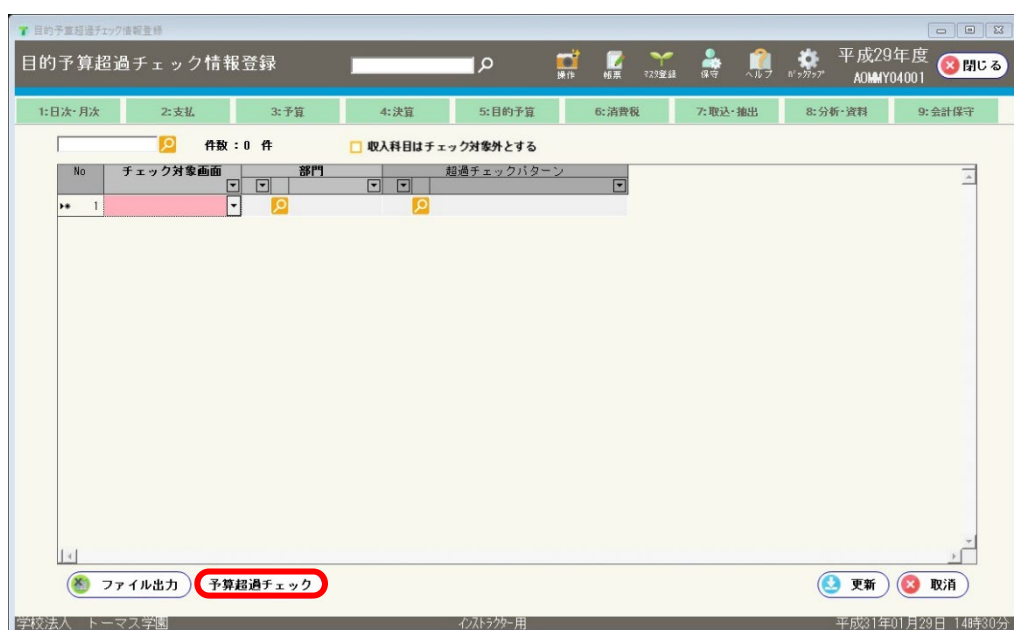 目的予算超過チェック情報登録
目的予算超過チェック情報登録
操作 帳票 ﾏｽﾀ登録 保守 ヘルプ ﾊﾞｯｸｱｯﾌﾟ
平成29年度
AOMMY04001
閉じる
1:日次・月次 2:支払 3:予算 4:決算 5:目的予算 6:消費税 7:取込・抽出 8:分析・資料 9:会計保守
件数:0 件 収入科目はチェック対象外とする
No チェック対象画面 部門 超過チェックパターン
1
ファイル出力 予算超過チェック 更新 取消
学校法人 トーマス学園 ｲﾝｽﾄﾗｸﾀｰ用 平成31年01月29日 14時30分